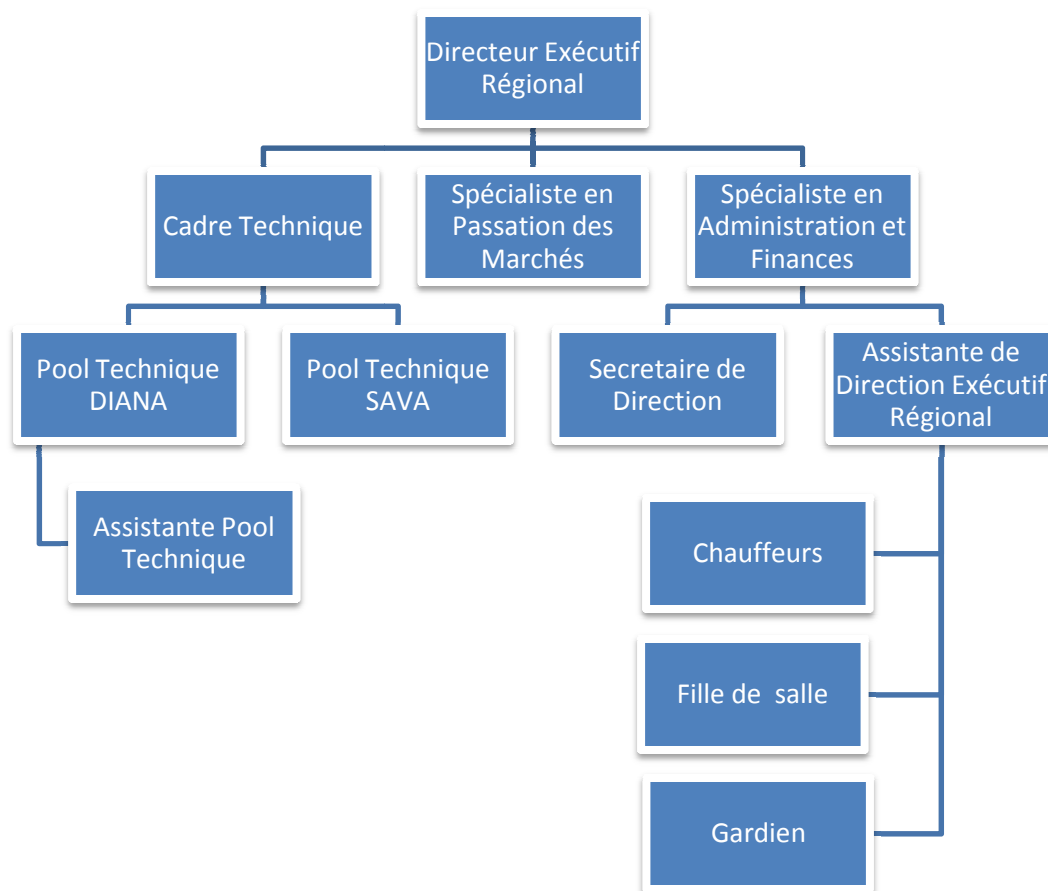 Directeur Exécutif
Régional
Cadre Technique
Spécialiste en
Passation des
Marchés
Spécialiste en
Administration et
Finances
Pool Technique
DIANA
Pool Technique
SAVA
Secretaire de
Direction
Assistante de
Direction Exécutif
Régional
Assistante Pool
Technique
Chauffeurs
Fille de salle
Gardien